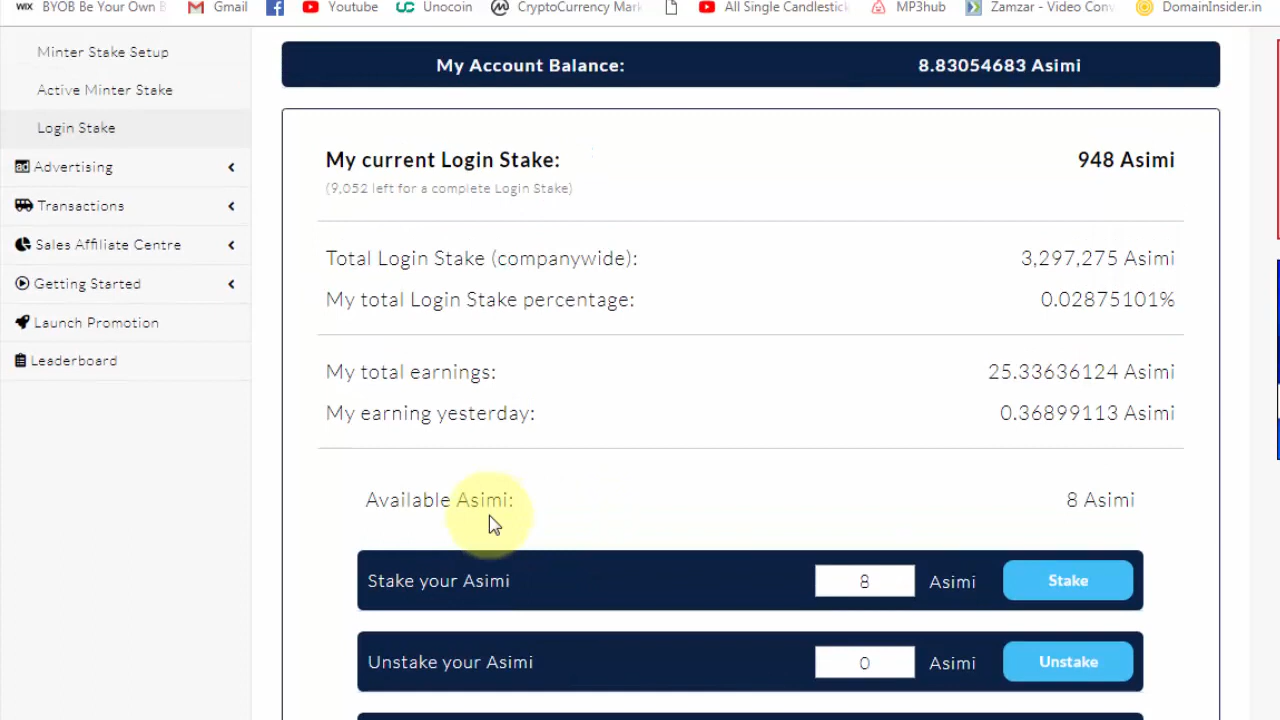 WIX BYOB Be Your Own B Gmail Youtube Unocoin CryptoCurrency Mark All Single Candlestick MP3hub Zamzar - Video Conv DomainInsider.in
Minter Stake Setup
Active Minter Stake
Login Stake
ad Advertising
Transactions
Sales Affiliate Centre
Getting Started
Launch Promotion
Leaderboard
My Account Balance: 8.83054683 Asimi
My current Login Stake: 948 Asimi
(9,052 left for a complete Login Stake)
Total Login Stake (companywide): 3,297,275 Asimi
My total Login Stake percentage: 0.02875101%
My total earnings: 25.33636124 Asimi
My earning yesterday: 0.36899113 Asimi
Available Asimi: 8 Asimi
Stake your Asimi 8 Asimi Stake
Unstake your Asimi 0 Asimi Unstake